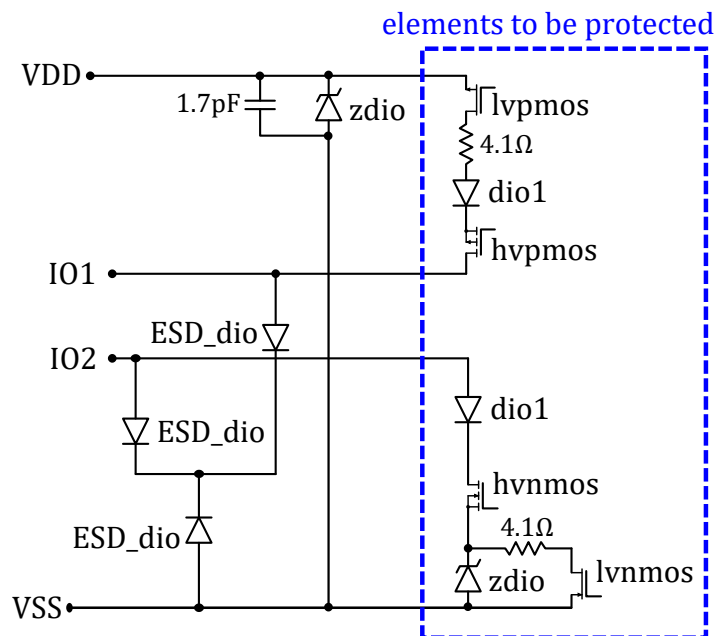 elements to be protected
VDD
1.7pF
zdio
lvpmos
4.1Ω
dio1
hvpmos
IO1
ESD_dio
IO2
dio1
ESD_dio
hvnmos
4.1Ω
ESD_dio
zdio
lvnmos
VSS